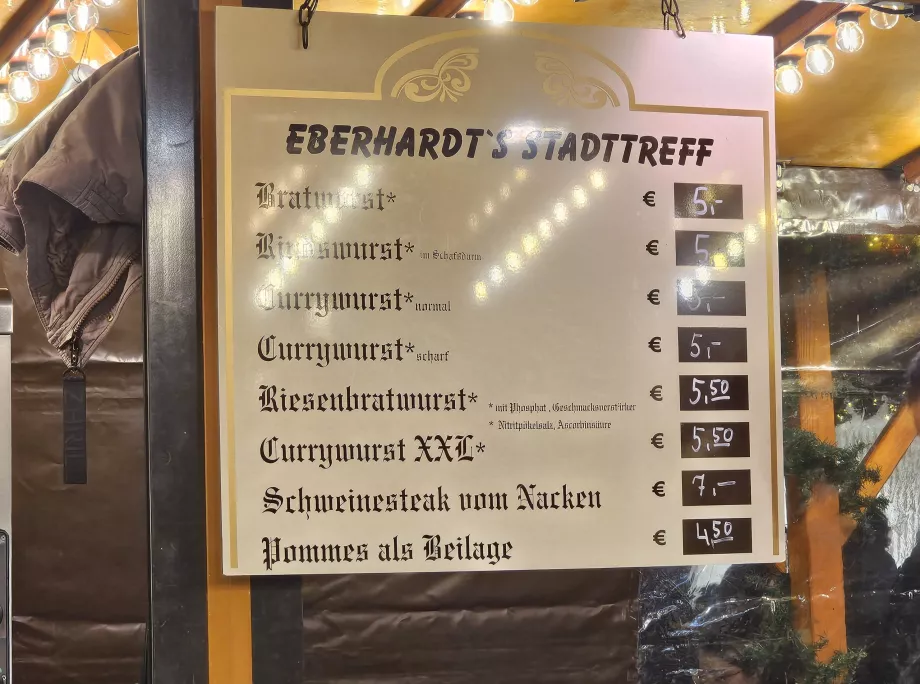 EBERHARDT`S STADTTREFF
Bratwurst* € 5,-
Rindswurst* im Schafsdarm € 5,
Currywurst* normal € 5,-
Currywurst* scharf € 5,-
Riesenbratwurst* € 5,50
* mit Phosphat , Geschmacksverstärker
* Nitritpökelsalz, Ascorbinsäure
Currywurst XXL* € 5,50
Schweinesteak vom Nacken € 7,-
Pommes als Beilage € 4,50